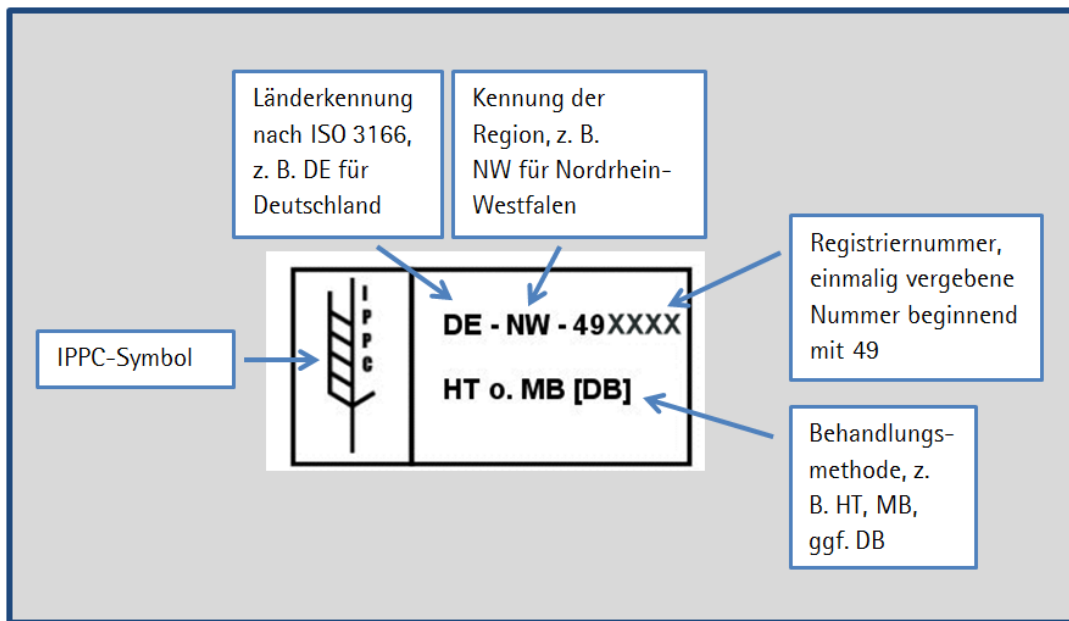 Länderkennung
nach ISO 3166,
z. B. DE für
Deutschland
Kennung der
Region, z. B.
NW für Nordrhein-
Westfalen
Registriernummer,
einmalig vergebene
Nummer beginnend
mit 49
IPPC-Symbol
I
P
P
C
DE - NW - 49XXXX
HT o. MB [DB]
Behandlungs-
methode, z.
B. HT, MB,
ggf. DB